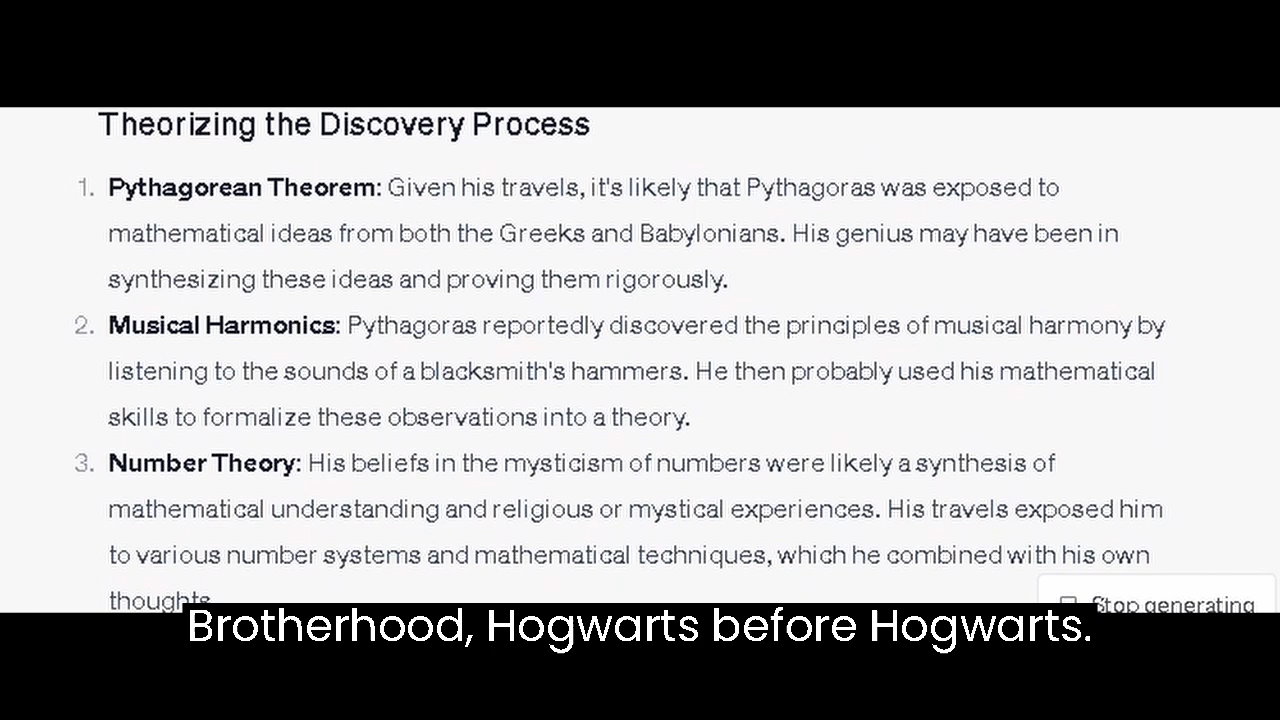 Theorizing the Discovery Process
1. Pythagorean Theorem: Given his travels, it's likely that Pythagoras was exposed to
mathematical ideas from both the Greeks and Babylonians. His genius may have been in
synthesizing these ideas and proving them rigorously.
2. Musical Harmonics: Pythagoras reportedly discovered the principles of musical harmony by
listening to the sounds of a blacksmith's hammers. He then probably used his mathematical
skills to formalize these observations into a theory.
3. Number Theory: His beliefs in the mysticism of numbers were likely a synthesis of
mathematical understanding and religious or mystical experiences. His travels exposed him
to various number systems and mathematical techniques, which he combined with his own
thoughts.
Stop generating
Brotherhood, Hogwarts before Hogwarts.